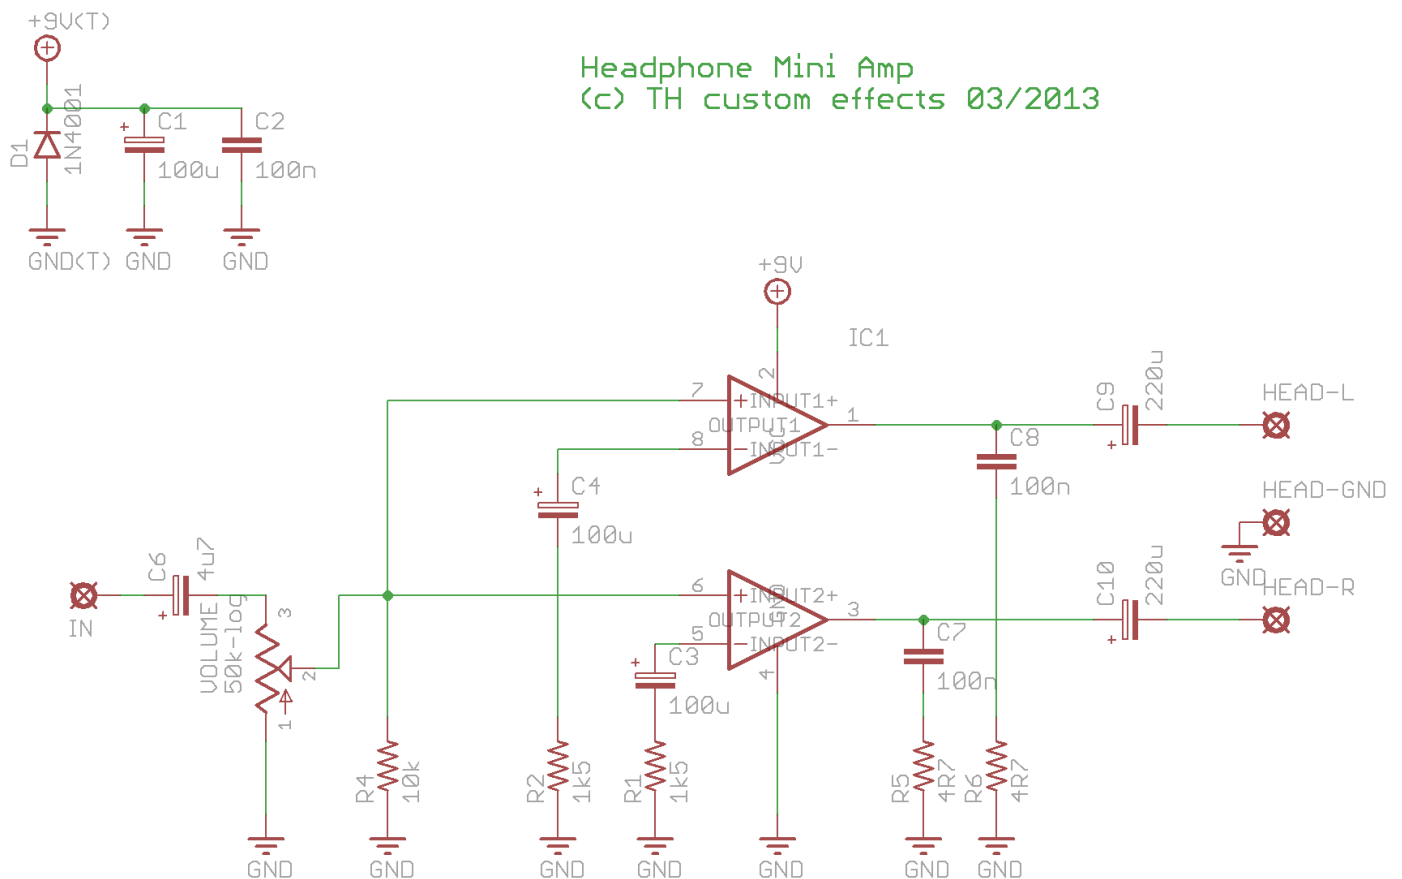 +9V(T)
Headphone Mini Amp
(c) TH custom effects 03/2013
D1
1N4001
+
C1
100u
C2
100n
GND(T)
GND
GND
+9V
IC1
2
7
+
INPUT1+
OUTPUT1
8
-
INPUT1-
VCC
1
C9
+
220u
HEAD-L
C8
100n
HEAD-GND
GND
+
C4
100u
IN
C6
+
4u7
VOLUME
50k-log
3
2
1
6
+
INPUT2+
OUTPUT2
5
-
INPUT2-
GND
4
3
C10
+
220u
HEAD-R
C7
100n
+
C3
100u
R4
10k
R2
1k5
R1
1k5
R5
4R7
R6
4R7
GND
GND
GND
GND
GND
GND
GND